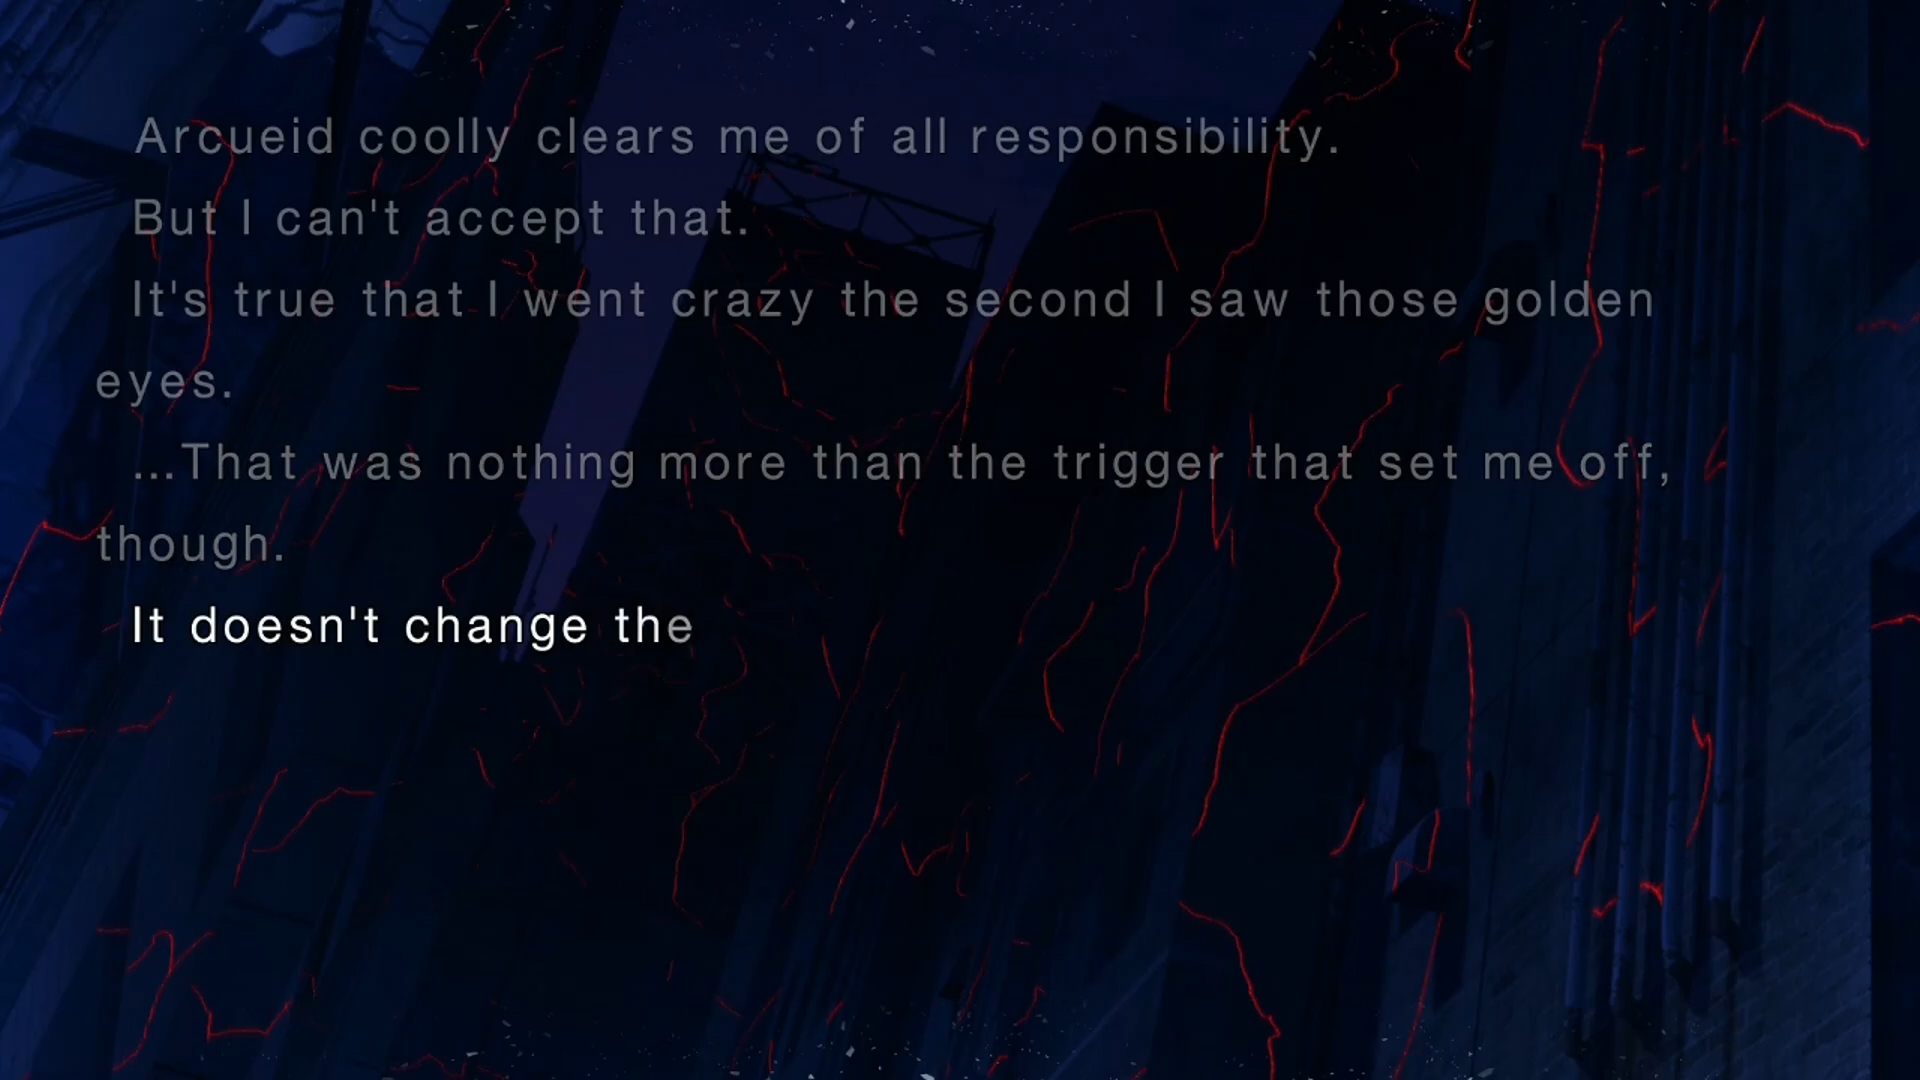 Arcueid coolly clears me of all responsibility.
But I can't accept that.
It's true that I went crazy the second I saw those golden
eyes.
...That was nothing more than the trigger that set me off,
though.
It doesn't change the